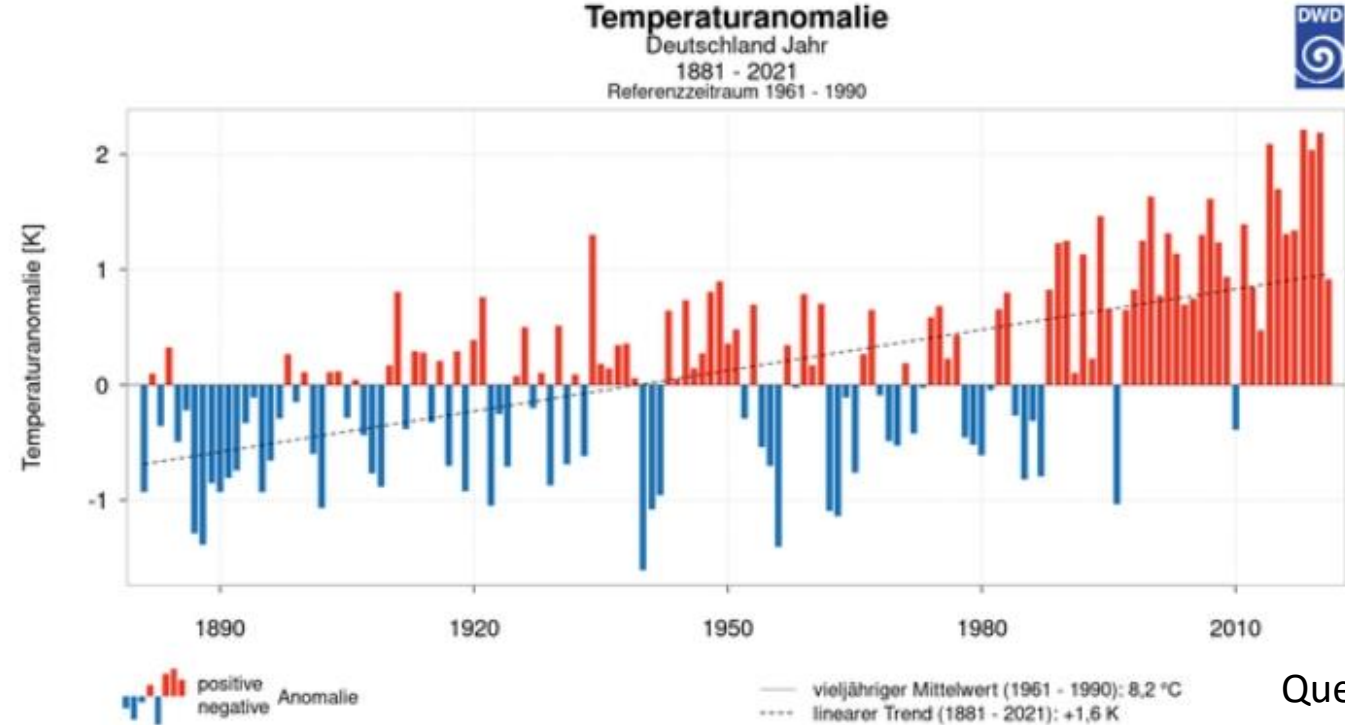 Temperaturanomalie
Deutschland Jahr
1881 - 2021
Referenzzeitraum 1961 - 1990
DWD
Temperaturanomalie [K]
2
1
0
-1
1890 1920 1950 1980 2010
positive
negative
Anomalie
vieljähriger Mittelwert (1961 - 1990): 8,2 °C
linearer Trend (1881 - 2021): +1,6 K
Que